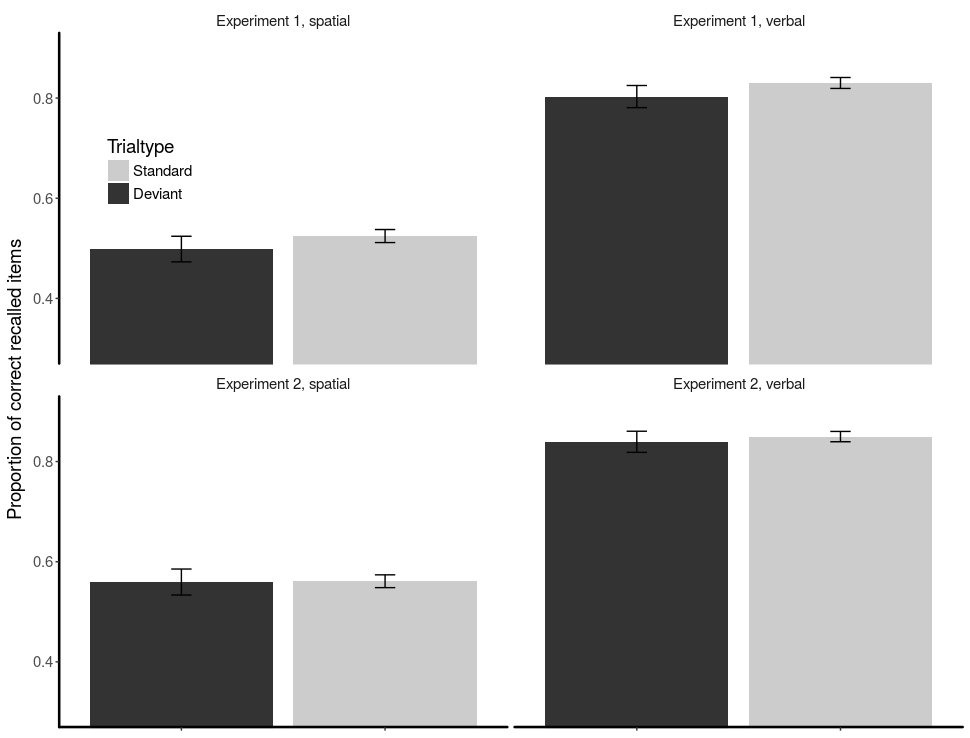 Experiment 1, spatial
Experiment 1, verbal
0.8
0.6
0.4
Trialtype
Standard
Deviant
Proportion of correct recalled items
Experiment 2, spatial
Experiment 2, verbal
0.8
0.6
0.4